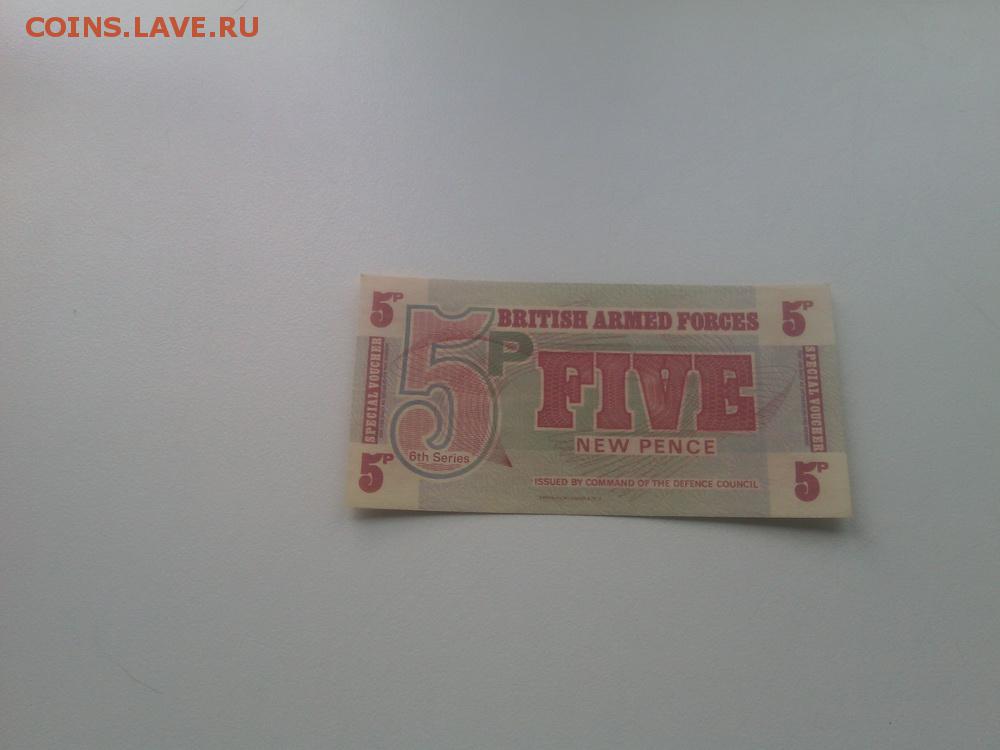 COINS.LAVE.RU
5P
BRITISH ARMED FORCES
5P
5P
FIVE
NEW PENCE
SPECIAL VOUCHER
SPECIAL VOUCHER
6th Series
5P
ISSUED BY COMMAND OF THE DEFENCE COUNCIL
5P